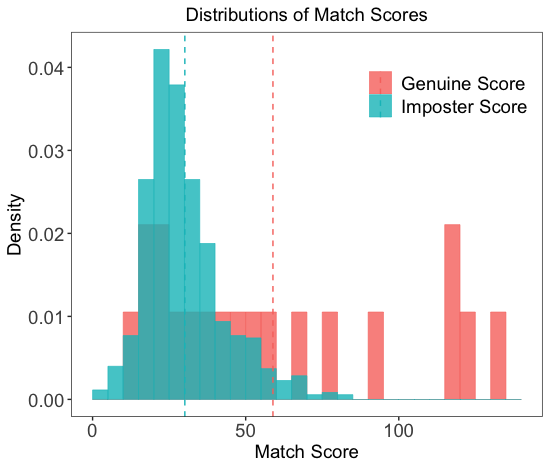 Distributions of Match Scores
Genuine Score
Imposter Score
0.04
0.03
0.02
0.01
0.00
Density
0
50
100
Match Score